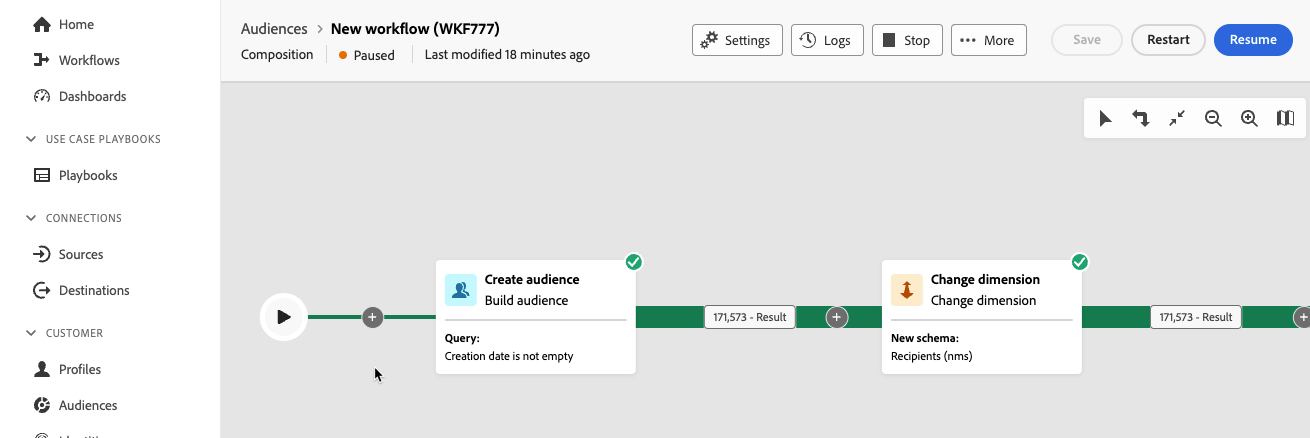 Home
Workflows
Dashboards
USE CASE PLAYBOOKS
Playbooks
CONNECTIONS
Sources
Destinations
CUSTOMER
Profiles
Audiences
Audiences > New workflow (WKF777)
Composition
Paused
Last modified 18 minutes ago
Settings
Logs
Stop
More
Save
Restart
Resume
Create audience
Build audience
Query:
Creation date is not empty
171,573 - Result
Change dimension
Change dimension
New schema:
Recipients (nms)
171,573 - Result